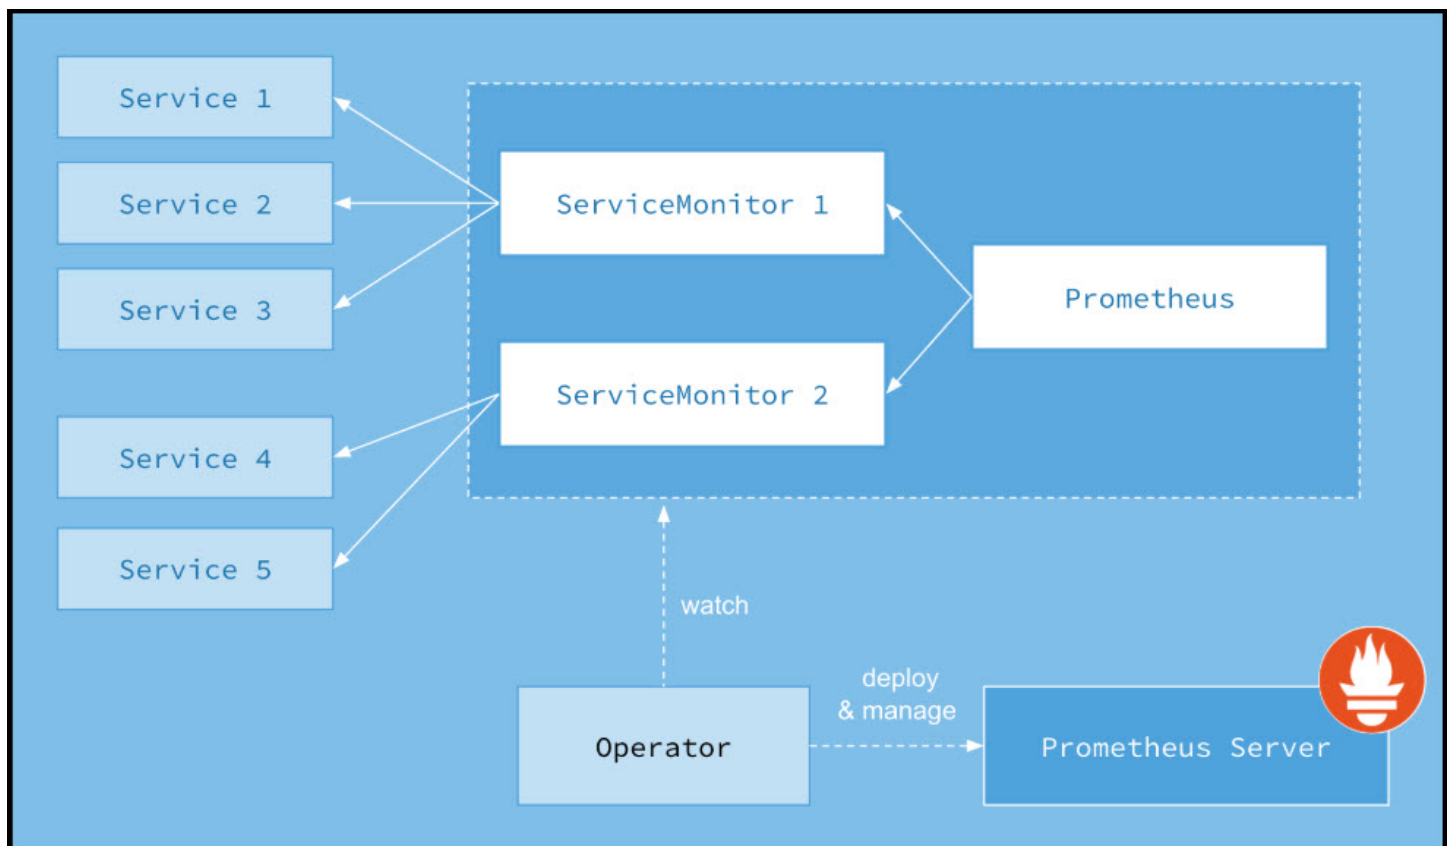 Service 1
Service 2
Service 3
Service 4
Service 5
ServiceMonitor 1
ServiceMonitor 2
Prometheus
watch
Operator
deploy
& manage
Prometheus Server